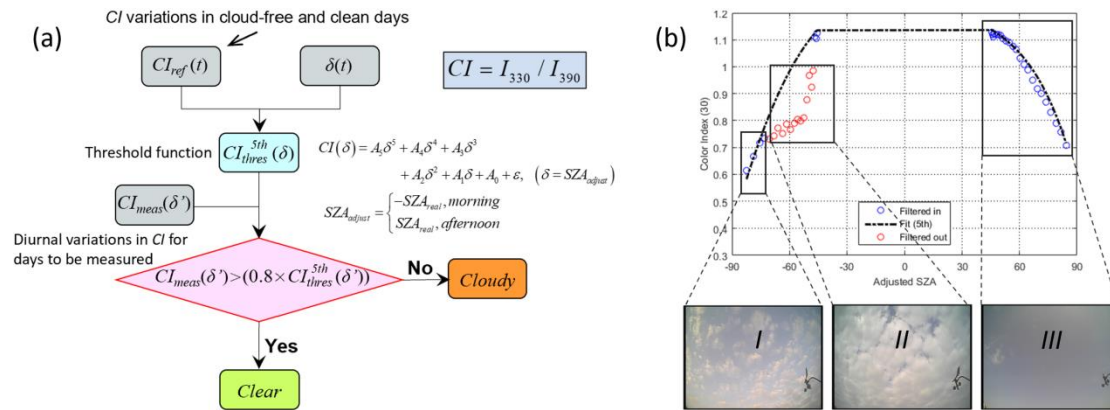 CI variations in cloud-free and clean days
(a)
CI_ref(t)
δ(t)
CI = I_330 / I_390
Threshold function
CI_thres^5th(δ)
CI(δ) = A_5δ^5 + A_4δ^4 + A_3δ^3
+ A_2δ^2 + A_1δ + A_0 + ε, (δ = SZA_adjust)
SZA_adjust = { -SZA_real, morning
SZA_real, afternoon
CI_meas(δ')
Diurnal variations in CI for
days to be measured
CI_meas(δ')>(0.8×CI_thres^5th(δ'))
No
Cloudy
Yes
Clear
(b)
1.3
1.2
1.1
1
0.9
0.8
0.7
0.6
0.5
0.4
0.3
Color Index (30)
Filtered in
Fit (5th)
Filtered out
-90
-60
-30
0
30
60
90
Adjusted SZA
I
II
III